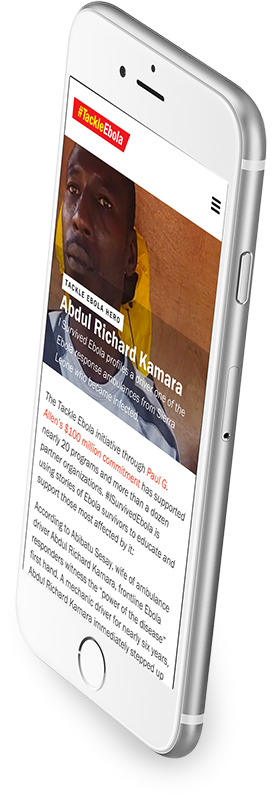 #TackleEbola
TACKLE EBOLA HERO
Abdul Richard Kamara
I Survived Ebola profiles a driver one of the
Ebola response ambulances from Sierra
Leone who became infected.
The Tackle Ebola initiative through Paul G.
Allen's $100 million commitment has supported
nearly 20 programs and more than a dozen
partner organizations. #ISurvivedEbola is
using stories of Ebola survivors to educate and
support those most affected by it:
According to Abibatu Sesay, wife of ambulance
driver Abdul Richard Kamara, frontline Ebola
responders witness the "power of the disease"
first hand. A mechanic driver for nearly six years,
Abdul Richard Kamara immediately stepped up